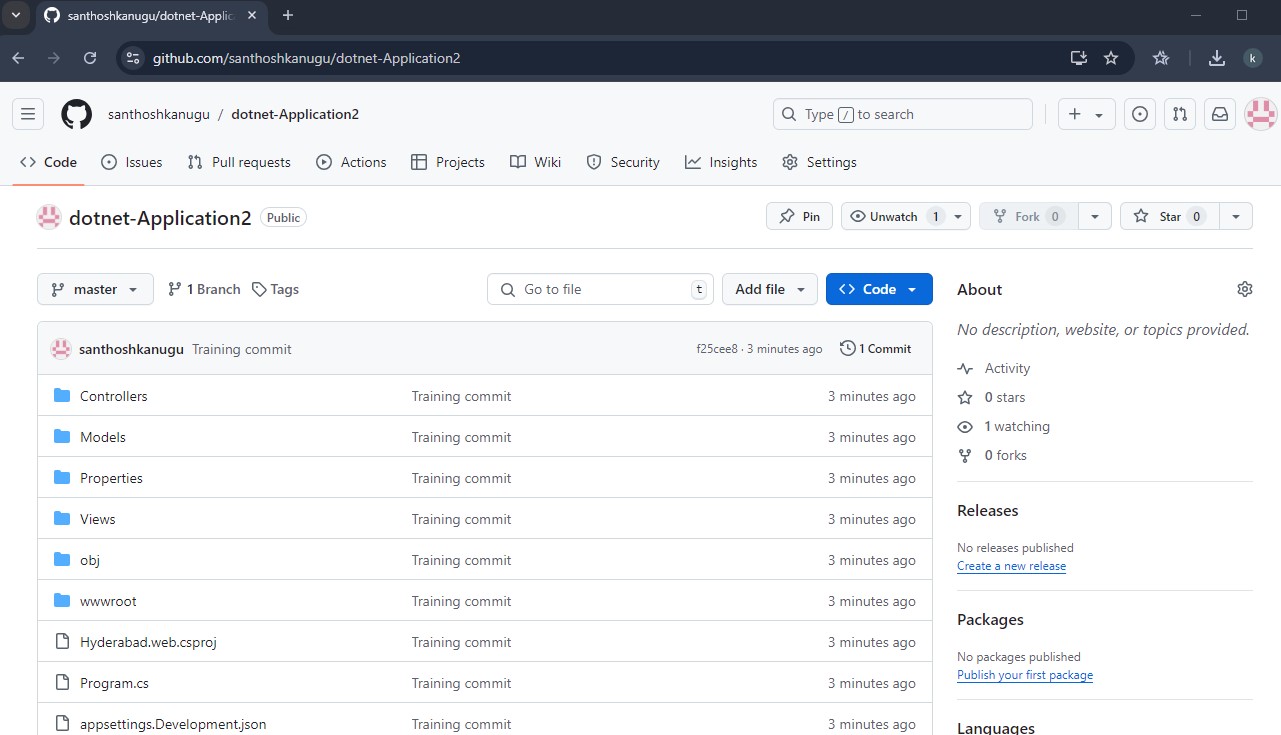 santhoshkanugu/dotnet-Applic
github.com/santhoshkanugu/dotnet-Application2
k
santhoshkanugu / dotnet-Application2
Type / to search
Code Issues Pull requests Actions Projects Wiki Security Insights Settings
dotnet-Application2 Public
Pin Unwatch 1 Fork 0 Star 0
master 1 Branch Tags Go to file t Add file Code
santhoshkanugu Training commit f25cee8 · 3 minutes ago 1 Commit
Controllers Training commit 3 minutes ago
Models Training commit 3 minutes ago
Properties Training commit 3 minutes ago
Views Training commit 3 minutes ago
obj Training commit 3 minutes ago
wwwroot Training commit 3 minutes ago
Hyderabad.web.csproj Training commit 3 minutes ago
Program.cs Training commit 3 minutes ago
appsettings.Development.json Training commit 3 minutes ago
About
No description, website, or topics provided.
Activity
0 stars
1 watching
0 forks
Releases
No releases published
Create a new release
Packages
No packages published
Publish your first package
Languages